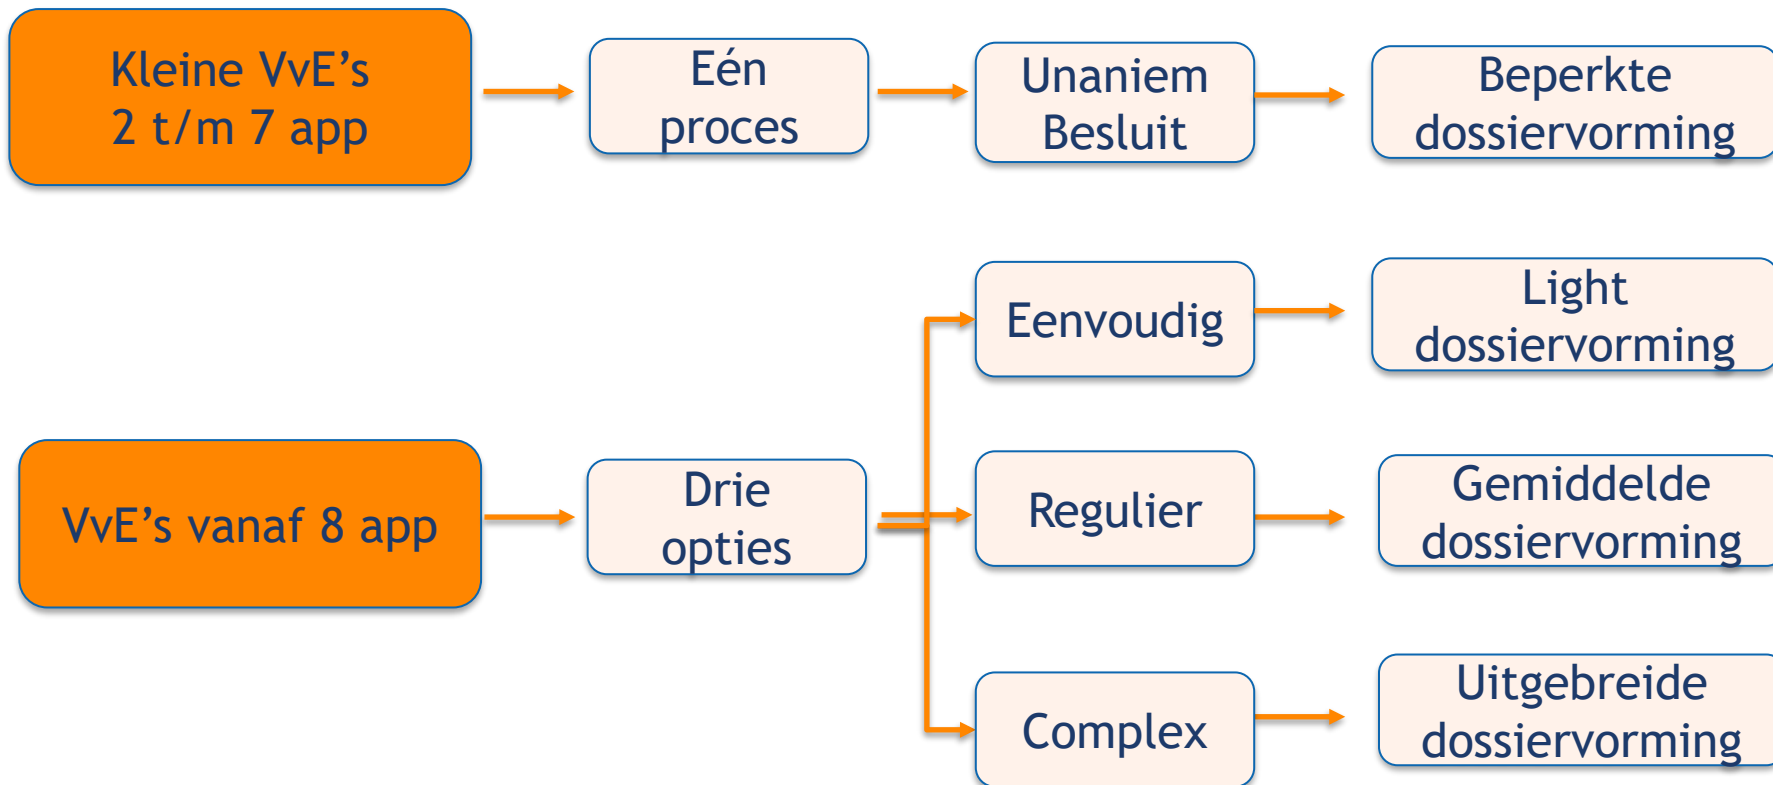 Kleine VvE’s
2 t/m 7 app
Eén
proces
Unaniem
Besluit
Beperkte
dossiervorming
VvE’s vanaf 8 app
Drie
opties
Eenvoudig
Light
dossiervorming
Regulier
Gemiddelde
dossiervorming
Complex
Uitgebreide
dossiervorming